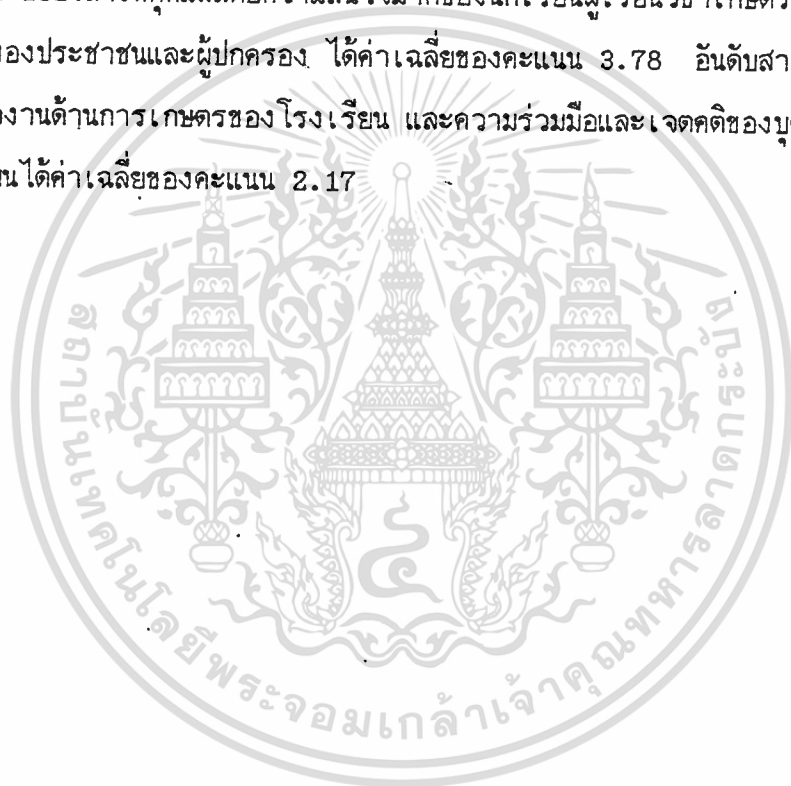 ของประชาชนและผู้ปกครอง ได้ค่าเฉลี่ยของคะแนน 3.78 อันดับสา
งานด้านการเกษตรของโรงเรียน และความร่วมมือและเจตคติของบุ
นได้ค่าเฉลี่ยของคะแนน 2.17
สถาบันเทคโนโลยีพระจอมเกล้าเจ้าคุณทหารลาดกระบัง